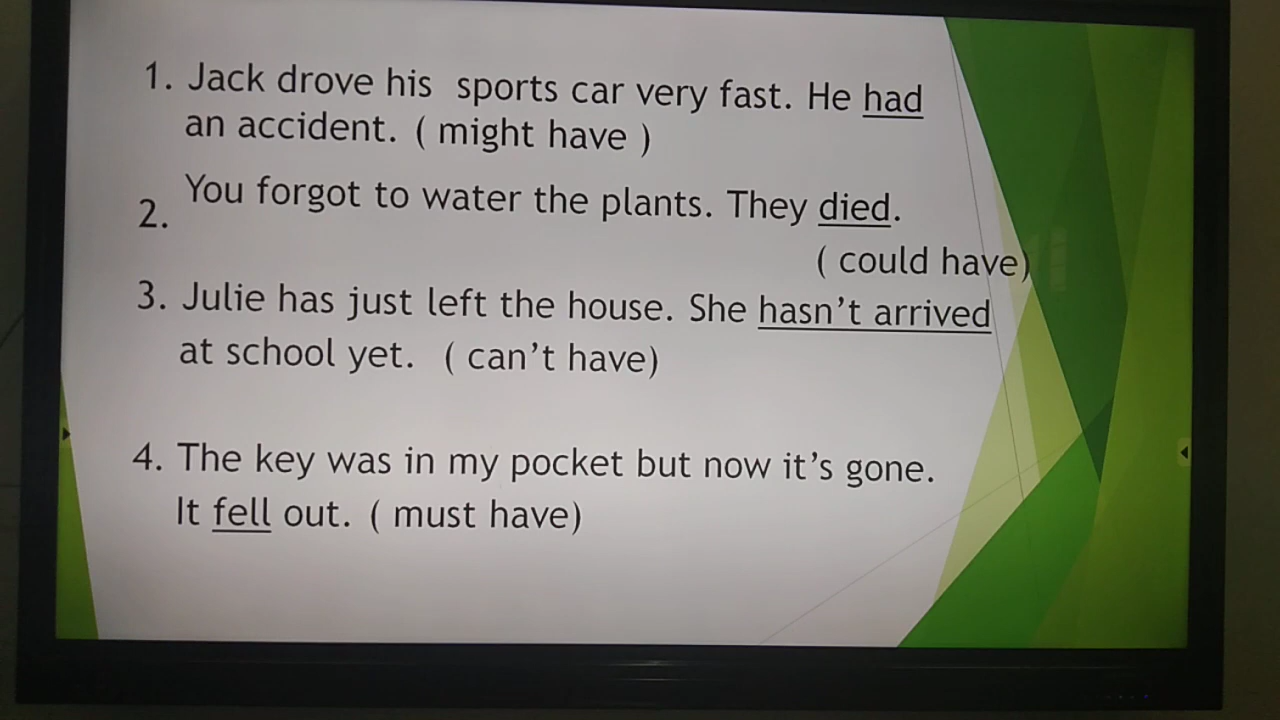 1. Jack drove his sports car very fast. He had
an accident. ( might have )
2. You forgot to water the plants. They died.
( could have)
3. Julie has just left the house. She hasn't arrived
at school yet. ( can't have)
4. The key was in my pocket but now it's gone.
It fell out. ( must have)